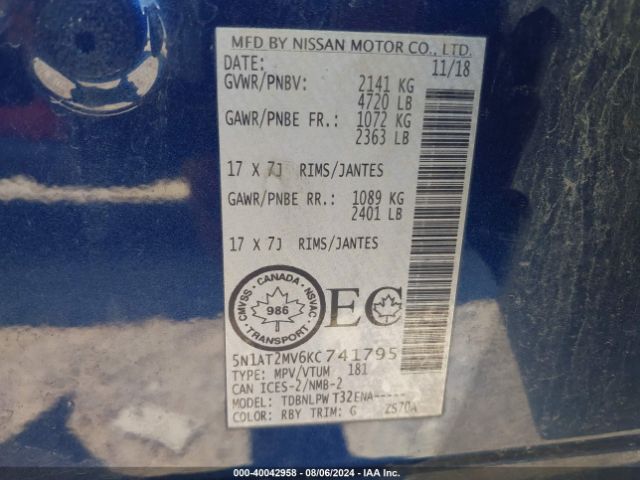 MFD BY NISSAN MOTOR CO., LTD.
DATE: 11/18
GVWR/PNBV: 2141 KG
4720 LB
GAWR/PNBE FR.: 1072 KG
2363 LB
17 X 7J RIMS/JANTES
GAWR/PNBE RR.: 1089 KG
2401 LB
17 X 7J RIMS/JANTES
CANADA
CMVSS NSVAC
986
TRANSPORT
EC
5N1AT2MV6KC741795
TYPE: MPV/VTUM 181
CAN ICES-2/NMB-2
MODEL: TDBNLPW T32ENA-----
COLOR: RBY TRIM: G ZS70A
000-40042958 - 08/06/2024 - IAA Inc.